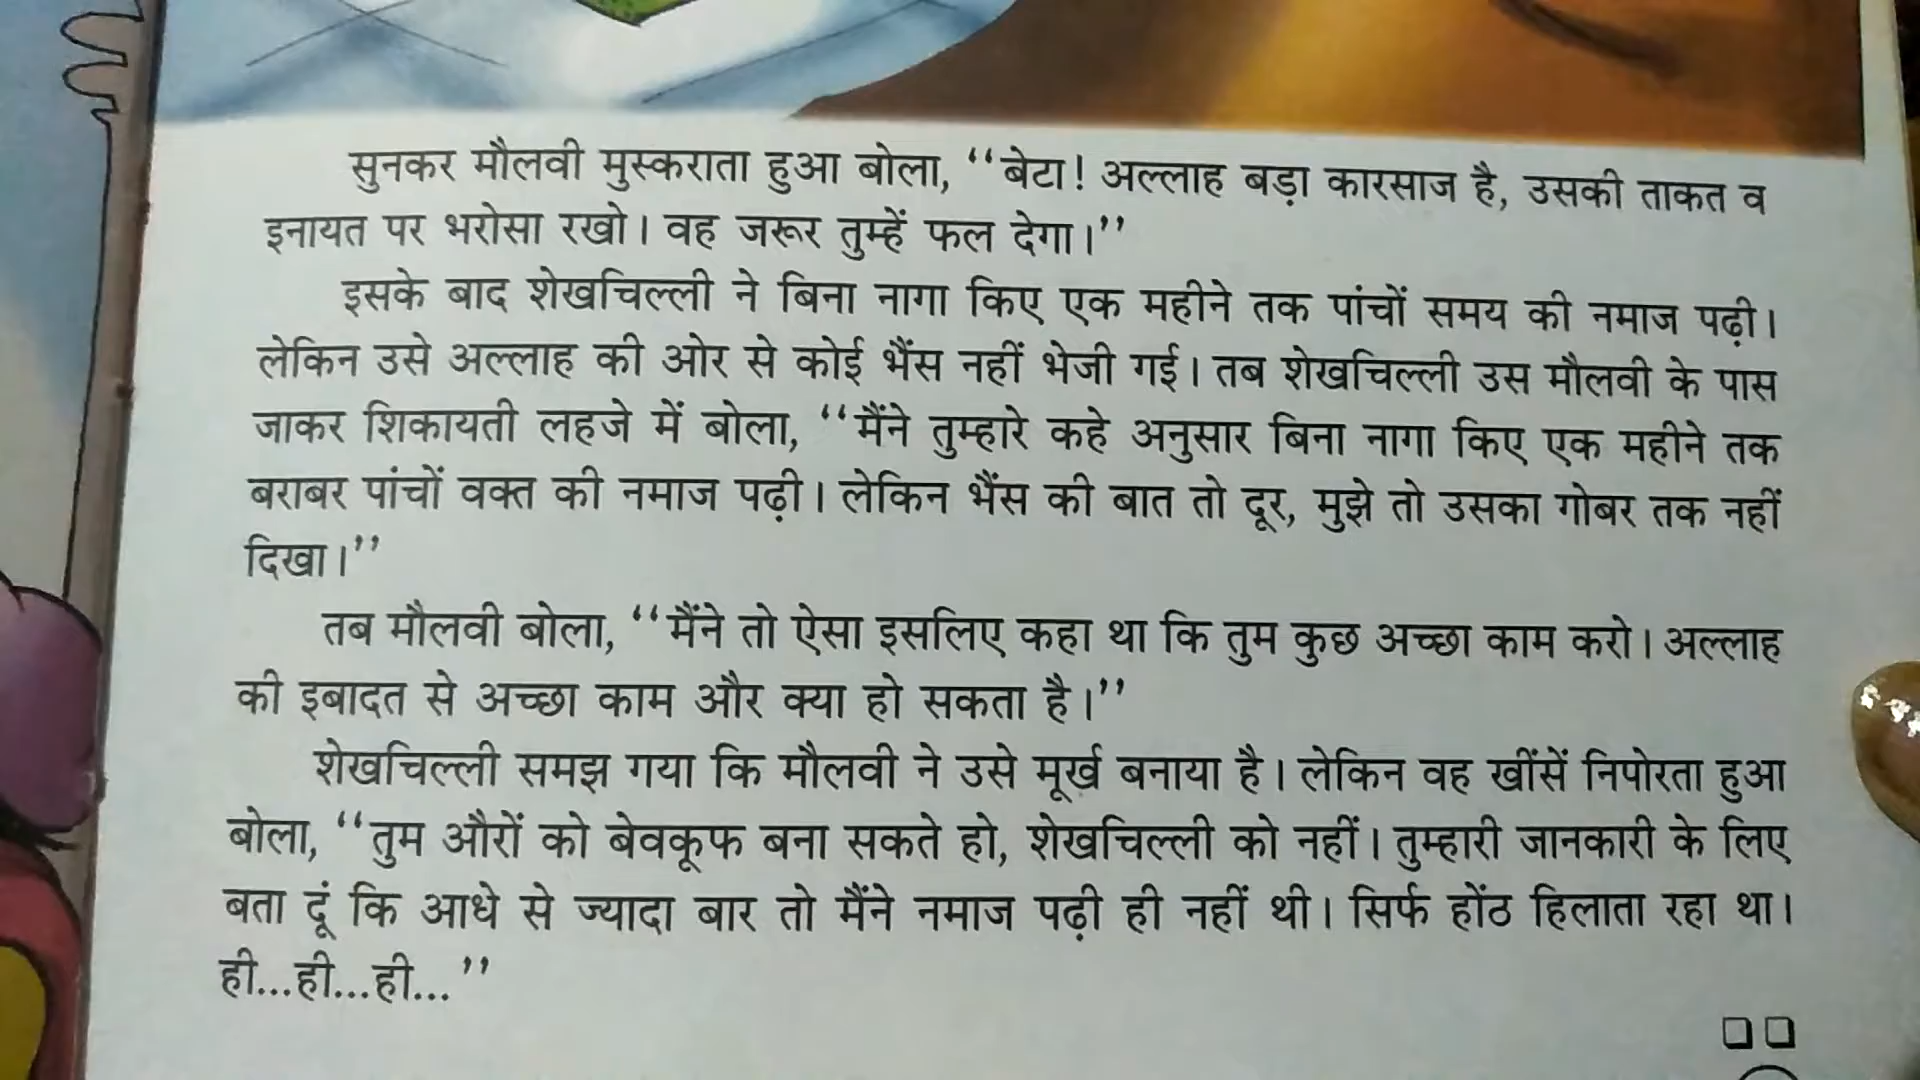 सुनकर मौलवी मुस्कराता हुआ बोला, ‘‘बेटा! अल्लाह बड़ा कारसाज है, उसकी ताकत व
इनायत पर भरोसा रखो। वह जरूर तुम्हें फल देगा।’’
इसके बाद शेखचिल्ली ने बिना नागा किए एक महीने तक पांचों समय की नमाज पढ़ी।
लेकिन उसे अल्लाह की ओर से कोई भैंस नहीं भेजी गई। तब शेखचिल्ली उस मौलवी के पास
जाकर शिकायती लहजे में बोला, ‘‘मैंने तुम्हारे कहे अनुसार बिना नागा किए एक महीने तक
बराबर पांचों वक्त की नमाज पढ़ी। लेकिन भैंस की बात तो दूर, मुझे तो उसका गोबर तक नहीं
दिखा।’’
तब मौलवी बोला, ‘‘मैंने तो ऐसा इसलिए कहा था कि तुम कुछ अच्छा काम करो। अल्लाह
की इबादत से अच्छा काम और क्या हो सकता है।’’
शेखचिल्ली समझ गया कि मौलवी ने उसे मूर्ख बनाया है। लेकिन वह खींसें निपोरता हुआ
बोला, ‘‘तुम औरों को बेवकूफ बना सकते हो, शेखचिल्ली को नहीं। तुम्हारी जानकारी के लिए
बता दूं कि आधे से ज्यादा बार तो मैंने नमाज पढ़ी ही नहीं थी। सिर्फ होंठ हिलाता रहा था।
ही...ही...ही...’’